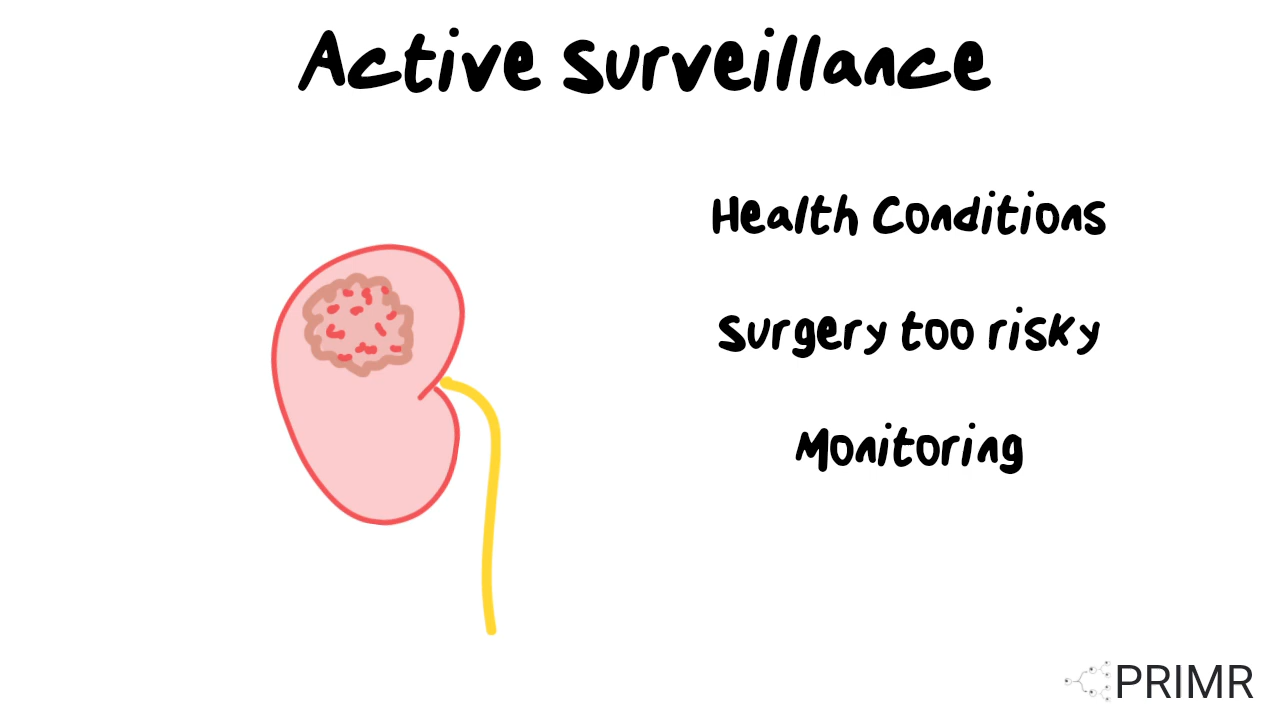 Active Surveillance
Health Conditions
Surgery too risky
Monitoring
PRIMR